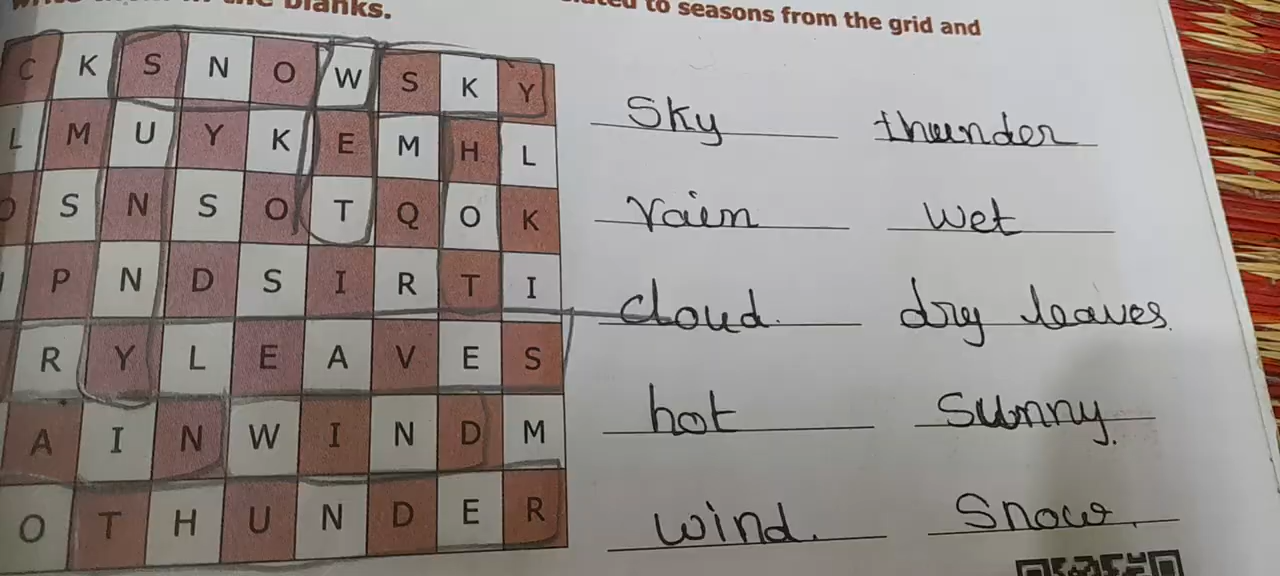 blanks.
to seasons from the grid and
C K S N O W S K Y
L M U Y K E M H L
O S N S O T Q O K
P N D S I R T I
R Y L E A V E S
A I N W I N D M
O T H U N D E R
Sky thunder
rain wet
cloud. dry leaves.
hot Sunny.
wind. Snow.